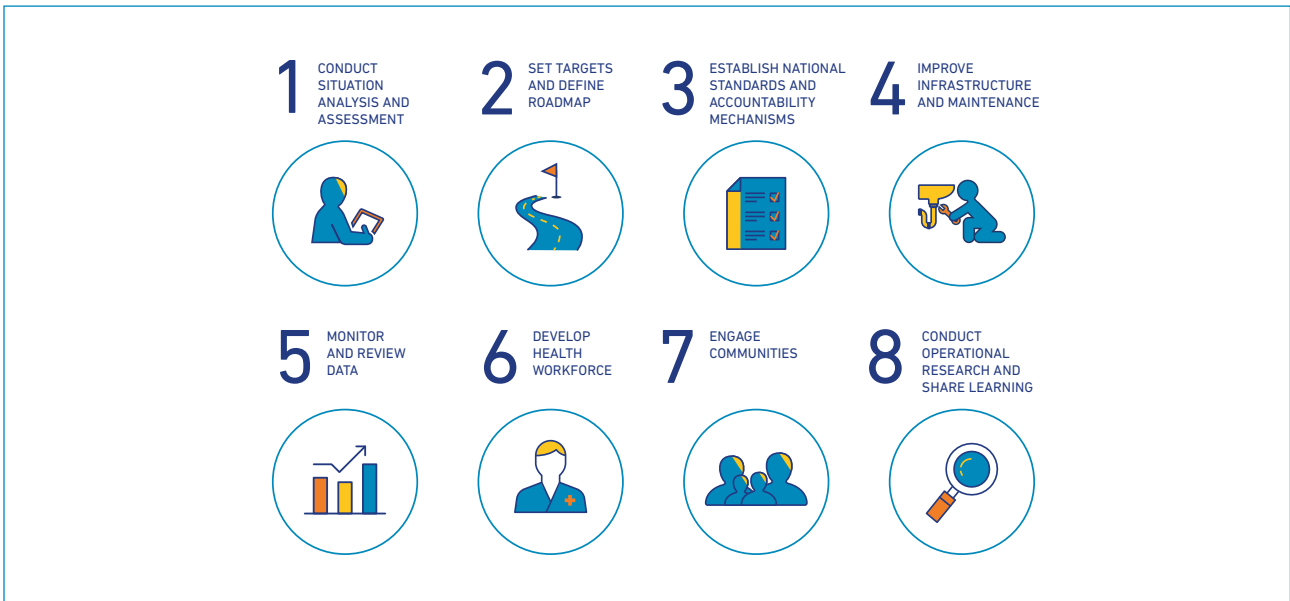 1
CONDUCT
SITUATION
ANALYSIS AND
ASSESSMENT
2
SET TARGETS
AND DEFINE
ROADMAP
3
ESTABLISH NATIONAL
STANDARDS AND
ACCOUNTABILITY
MECHANISMS
4
IMPROVE
INFRASTRUCTURE
AND MAINTENANCE
5
MONITOR
AND REVIEW
DATA
6
DEVELOP
HEALTH
WORKFORCE
7
ENGAGE
COMMUNITIES
8
CONDUCT
OPERATIONAL
RESEARCH AND
SHARE LEARNING